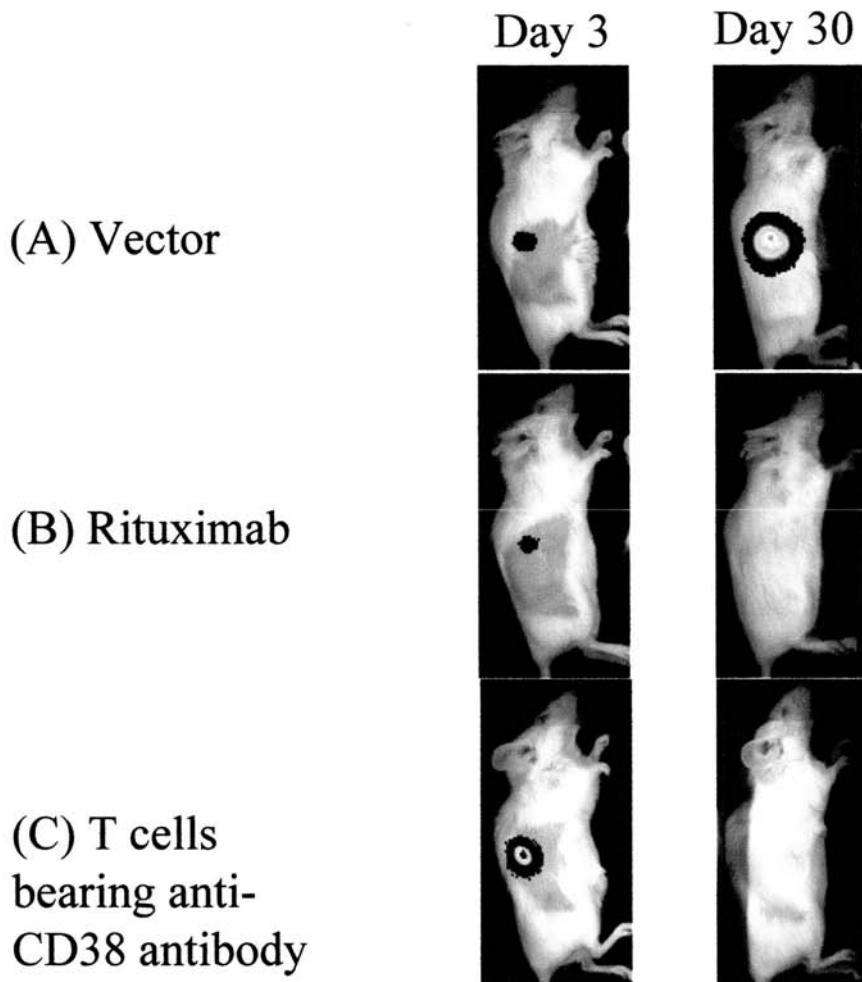 Day 3
Day 30
(A) Vector
(B) Rituximab
(C) T cells
bearing anti-
CD38 antibody